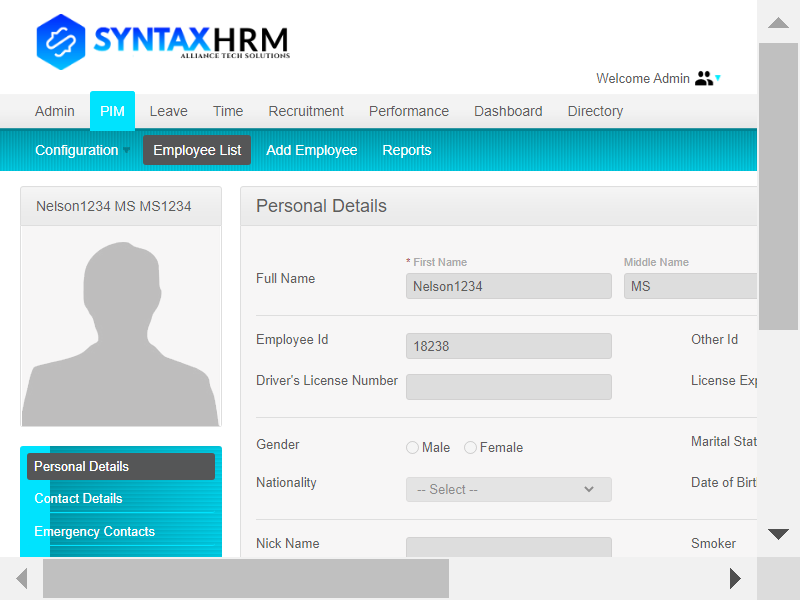 SYNTAXHRM
ALLIANCE TECH SOLUTIONS
Welcome Admin
Admin PIM Leave Time Recruitment Performance Dashboard Directory
Configuration Employee List Add Employee Reports
Nelson1234 MS MS1234
Personal Details
* First Name Middle Name
Full Name Nelson1234 MS
Employee Id 18238 Other Id
Driver's License Number License Exp
Gender Male Female Marital Stat
Nationality -- Select -- Date of Birt
Nick Name Smoker
Personal Details
Contact Details
Emergency Contacts